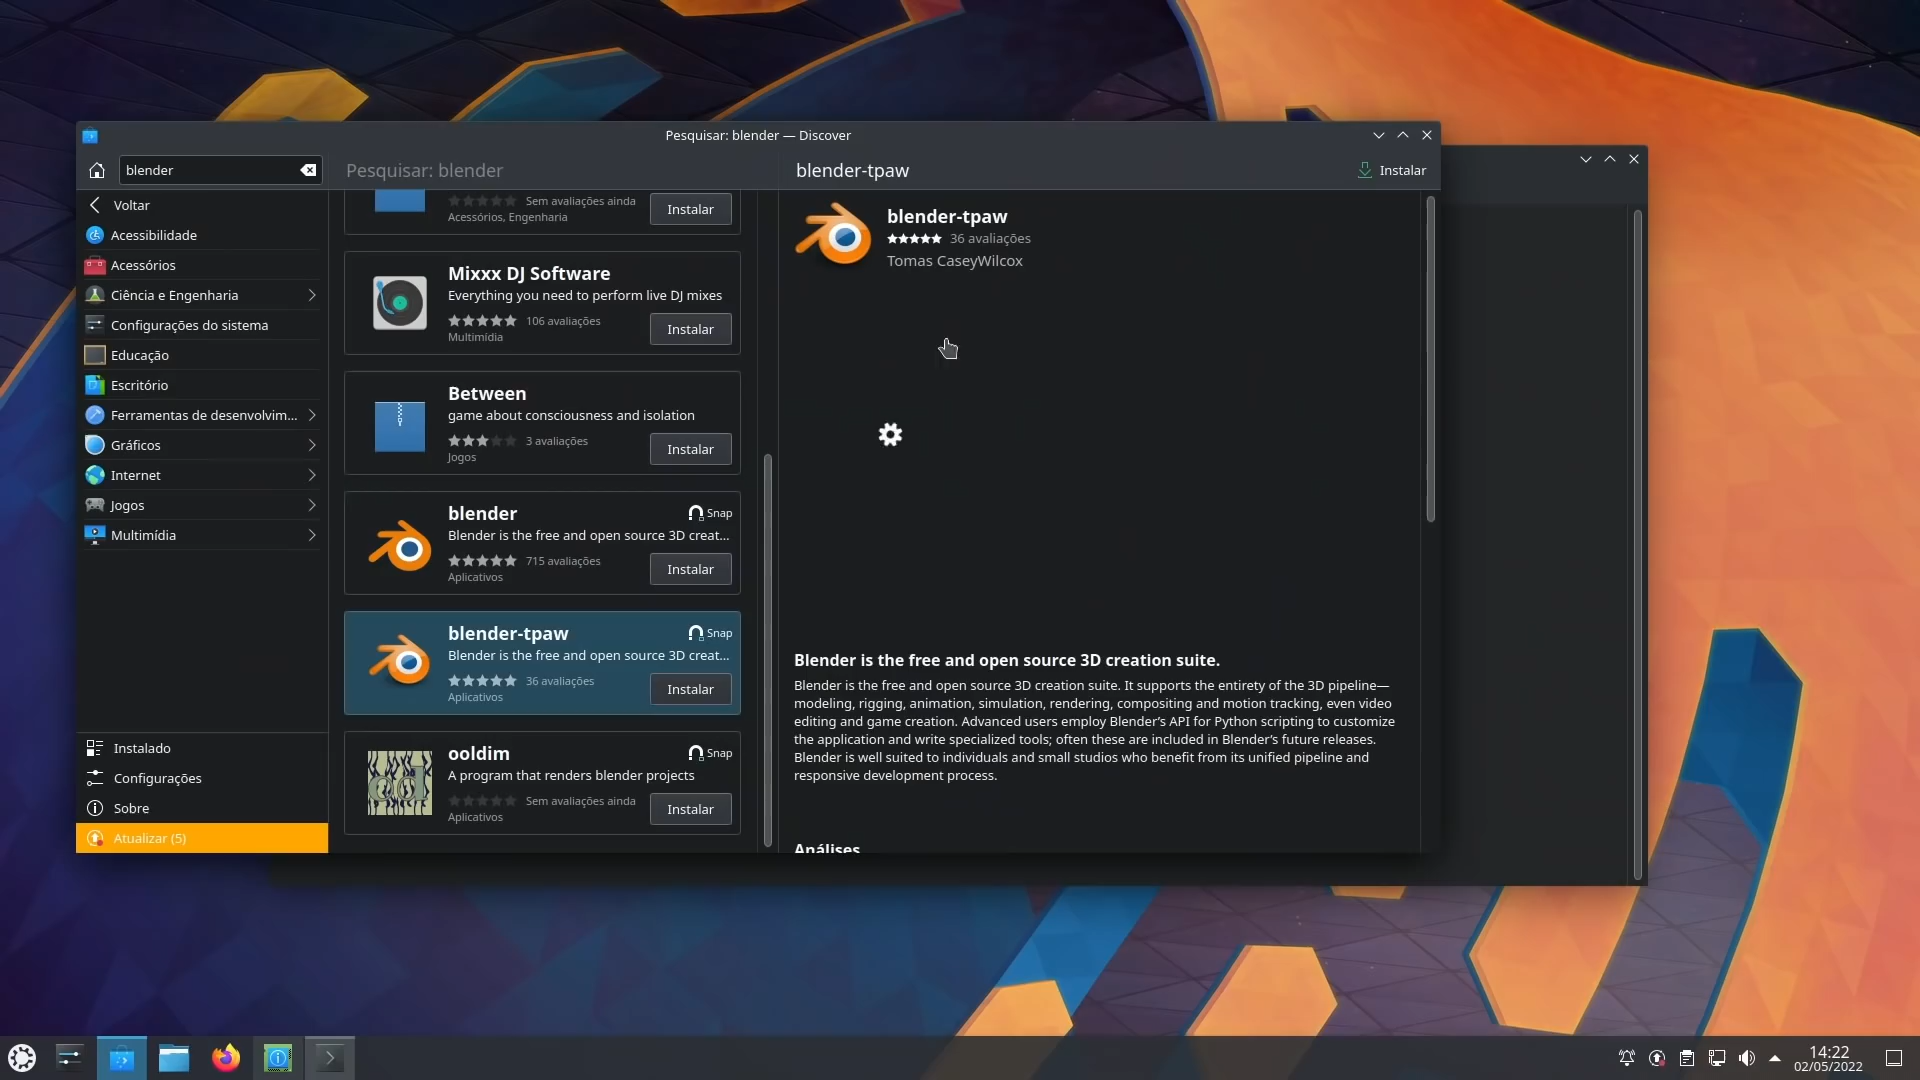 Pesquisar: blender — Discover
blender
Pesquisar: blender
blender-tpaw
Instalar
Voltar
Acessibilidade
Acessórios
Ciência e Engenharia
Configurações do sistema
Educação
Escritório
Ferramentas de desenvolvim...
Gráficos
Internet
Jogos
Multimídia
Instalado
Configurações
Sobre
Atualizar (5)
Sem avaliações ainda
Acessórios, Engenharia
Instalar
Mixxx DJ Software
Everything you need to perform live DJ mixes
106 avaliações
Multimídia
Instalar
Between
game about consciousness and isolation
3 avaliações
Jogos
Instalar
blender
Snap
Blender is the free and open source 3D creat...
715 avaliações
Aplicativos
Instalar
blender-tpaw
Snap
Blender is the free and open source 3D creat...
36 avaliações
Aplicativos
Instalar
ooldim
Snap
A program that renders blender projects
Sem avaliações ainda
Aplicativos
Instalar
blender-tpaw
36 avaliações
Tomas CaseyWilcox
Blender is the free and open source 3D creation suite.
Blender is the free and open source 3D creation suite. It supports the entirety of the 3D pipeline—
modeling, rigging, animation, simulation, rendering, compositing and motion tracking, even video
editing and game creation. Advanced users employ Blender’s API for Python scripting to customize
the application and write specialized tools; often these are included in Blender’s future releases.
Blender is well suited to individuals and small studios who benefit from its unified pipeline and
responsive development process.
Análises
14:22
02/05/2022